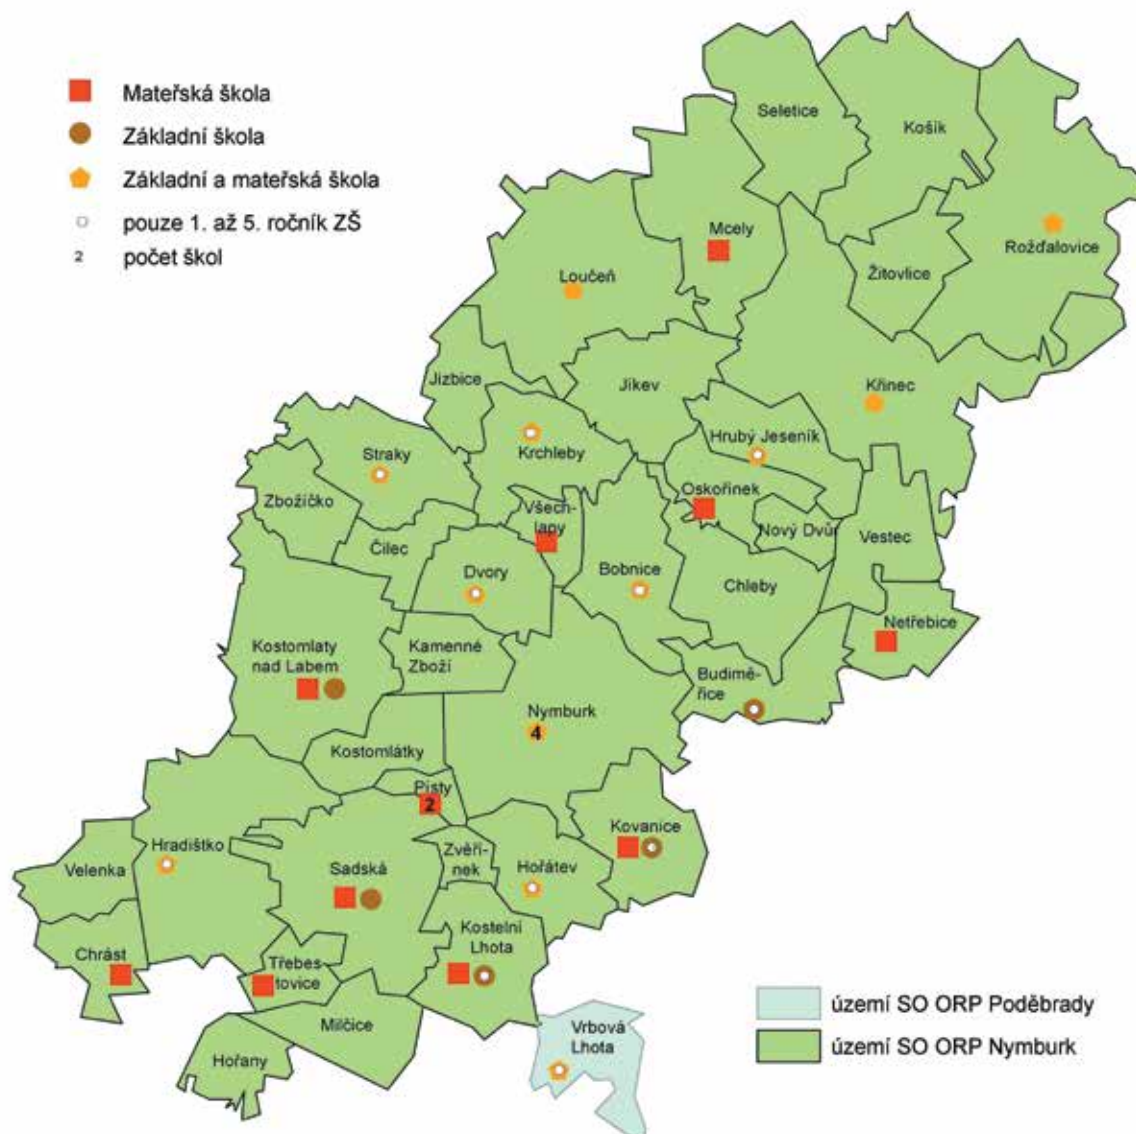 Mateřská škola
Základní škola
Základní a mateřská škola
pouze 1. až 5. ročník ZŠ
2 počet škol
Seletice
Košík
Rožďalovice
Mcely
Žitovlice
Loučeň
Jizbice
Jíkev
Křinec
Hrubý Jeseník
Straky
Krchleby
Zbožíčko
Oskořínek
Všech-
lapy
Nový Dvůr
Vestec
Čilec
Dvory
Bobnice
Chleby
Netřebice
Kostomlaty
nad Labem
Kamenné
Zboží
Budimě-
řice
Nymburk
4
Kostomlátky
Písty
2
Kovanice
Hradištko
Velenka
Sadská
Zvěří-
nek
Hořátev
Kostelní
Lhota
Chrást
Třebes-
tovice
Milčice
Hořany
Vrbová
Lhota
území SO ORP Poděbrady
území SO ORP Nymburk